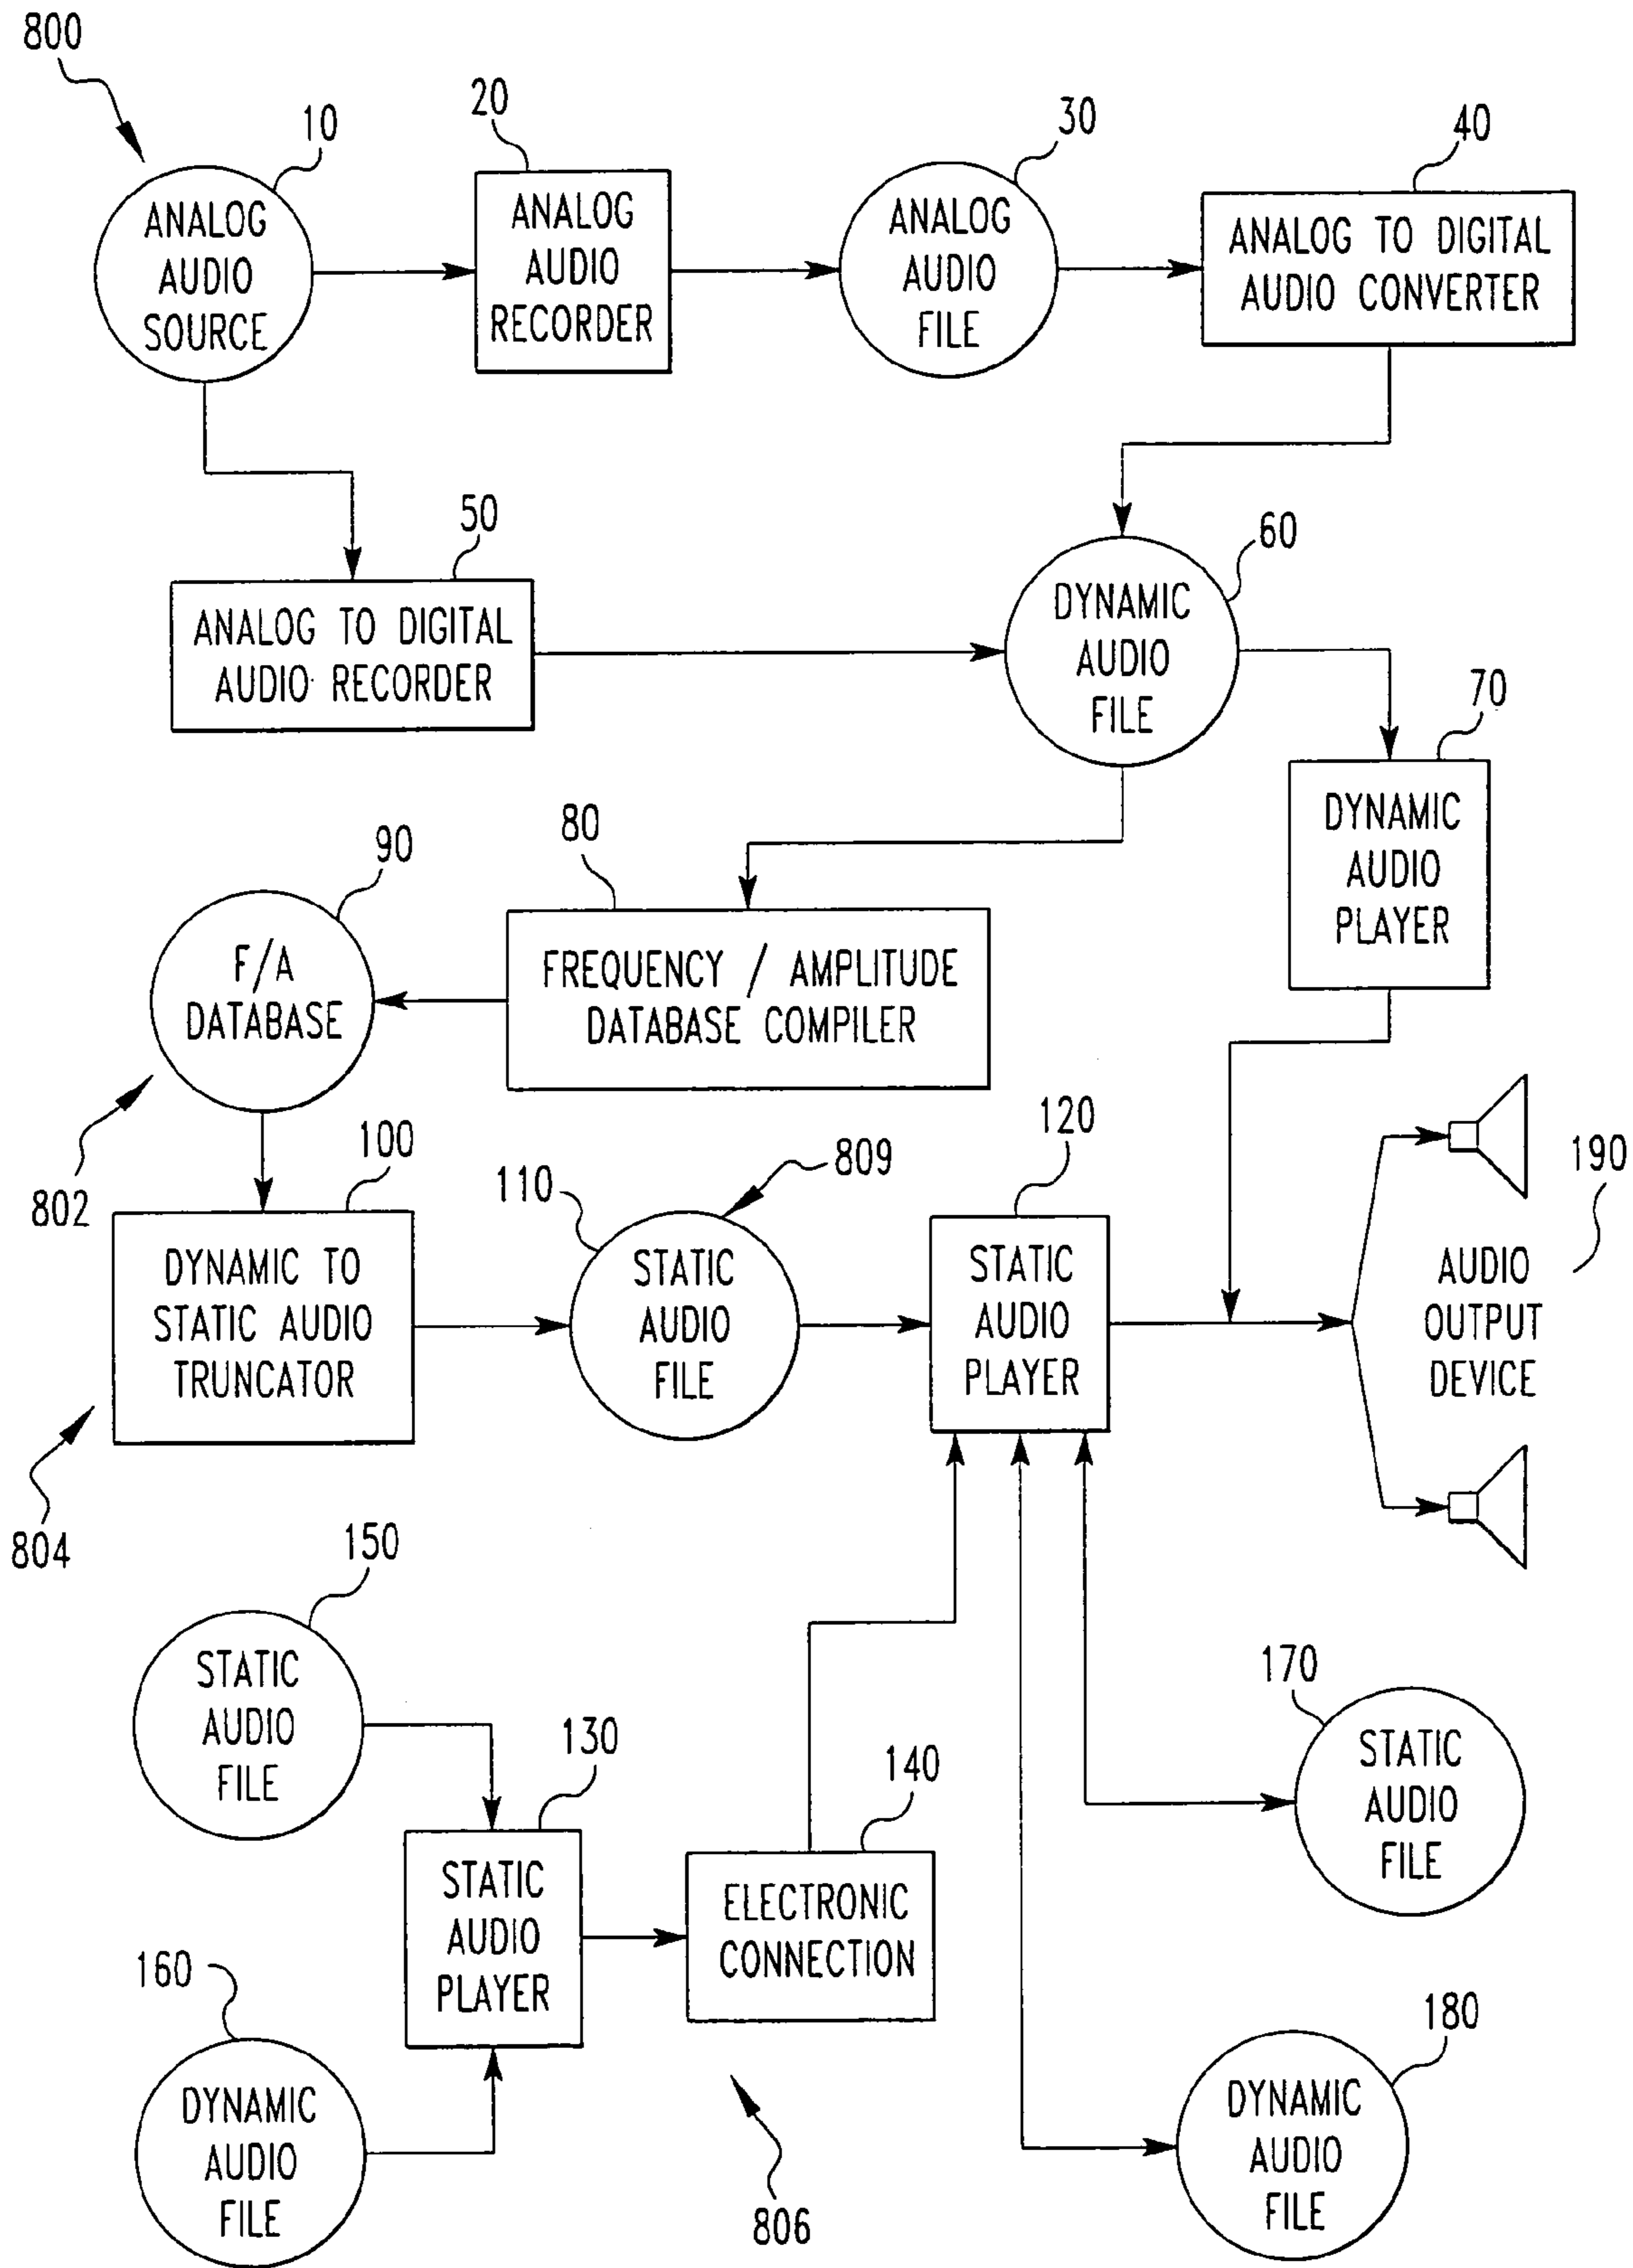 800
10
20
30
40
ANALOG
AUDIO
SOURCE
ANALOG
AUDIO
RECORDER
ANALOG
AUDIO
FILE
ANALOG TO DIGITAL
AUDIO CONVERTER
50
60
ANALOG TO DIGITAL
AUDIO RECORDER
DYNAMIC
AUDIO
FILE
70
DYNAMIC
AUDIO
PLAYER
80
90
F/A
DATABASE
FREQUENCY / AMPLITUDE
DATABASE COMPILER
802
100
110
809
120
190
DYNAMIC TO
STATIC AUDIO
TRUNCATOR
STATIC
AUDIO
FILE
STATIC
AUDIO
PLAYER
AUDIO
OUTPUT
DEVICE
804
150
STATIC
AUDIO
FILE
130
140
170
STATIC
AUDIO
FILE
STATIC
AUDIO
PLAYER
ELECTRONIC
CONNECTION
160
180
DYNAMIC
AUDIO
FILE
806
DYNAMIC
AUDIO
FILE